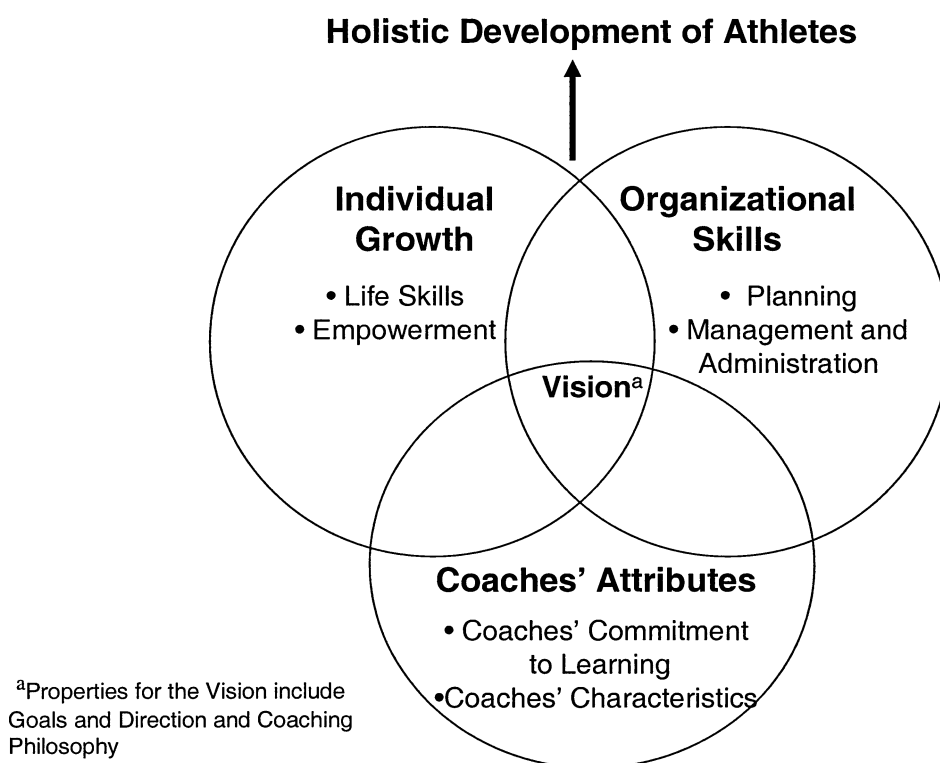 Holistic Development of Athletes
Individual
Growth
• Life Skills
• Empowerment
Organizational
Skills
• Planning
• Management and
Administration
Visionᵃ
Coaches’ Attributes
• Coaches’ Commitment
to Learning
•Coaches’ Characteristics
ᵃProperties for the Vision include
Goals and Direction and Coaching
Philosophy